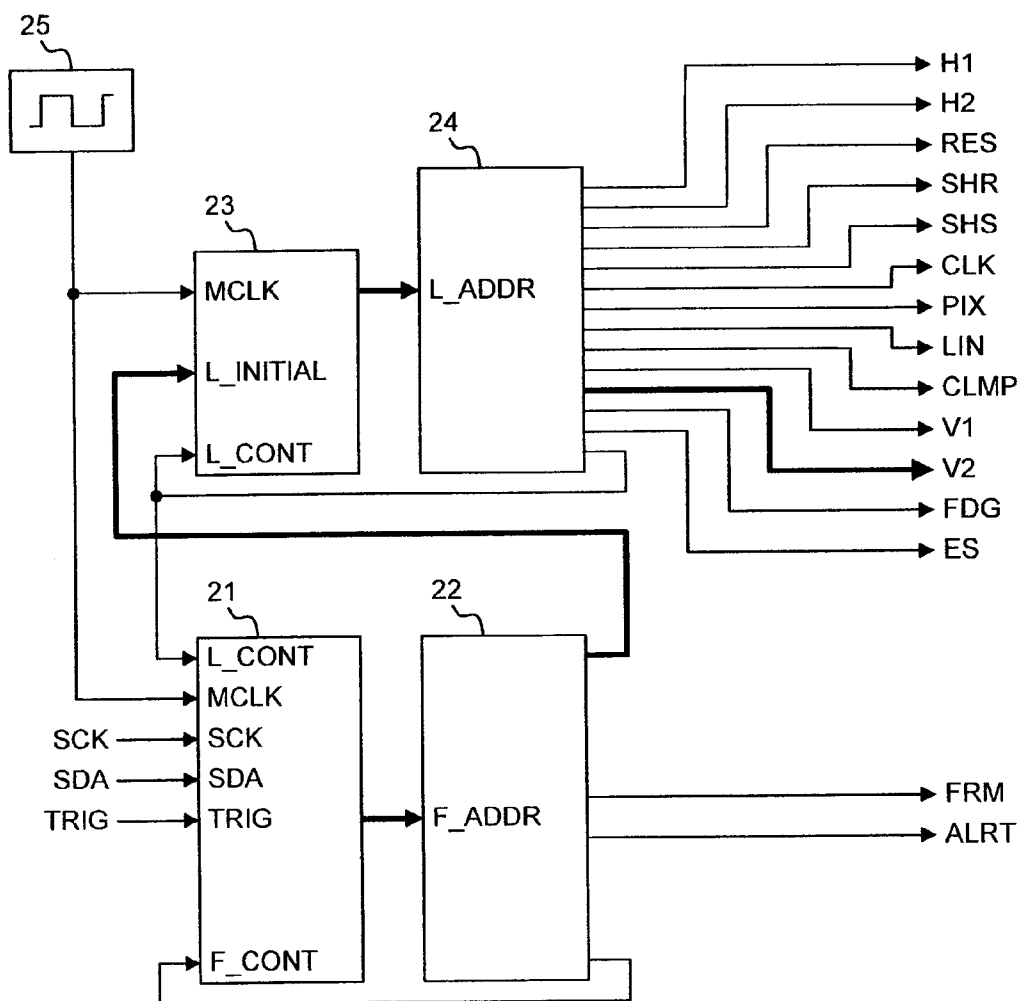 25
H1
H2
24
RES
SHR
23
SHS
CLK
MCLK
L_ADDR
PIX
LIN
L_INITIAL
CLMP
V1
L_CONT
V2
FDG
ES
21
22
L_CONT
MCLK
SCK
SCK
SDA
SDA
FRM
TRIG
TRIG
F_ADDR
ALRT
F_CONT